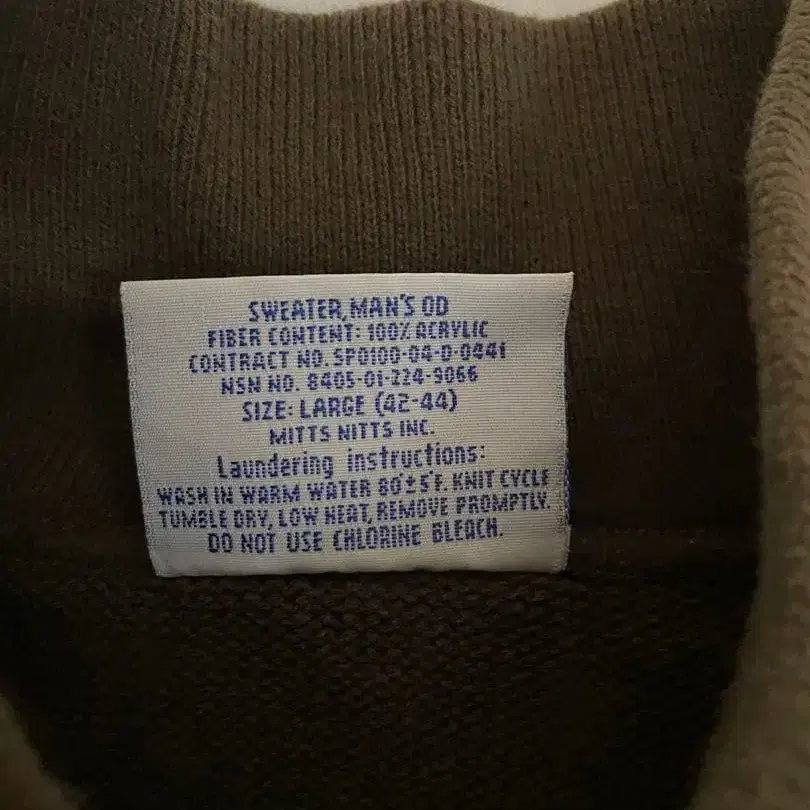 SWEATER, MAN'S OD
FIBER CONTENT: 100% ACRYLIC
CONTRACT NO. SP0100-04-D-0441
NSN NO. 8405-01-224-9066
SIZE: LARGE (42-44)
MITTS NITTS INC.
Laundering instructions:
WASH IN WARM WATER 80°±5°F. KNIT CYCLE
TUMBLE DRY, LOW HEAT, REMOVE PROMPTLY.
DO NOT USE CHLORINE BLEACH.